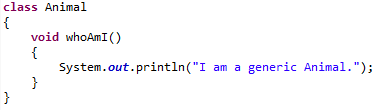 class Animal
{
    void whoAmI()
    {
        System.out.println("I am a generic Animal.");
    }
}